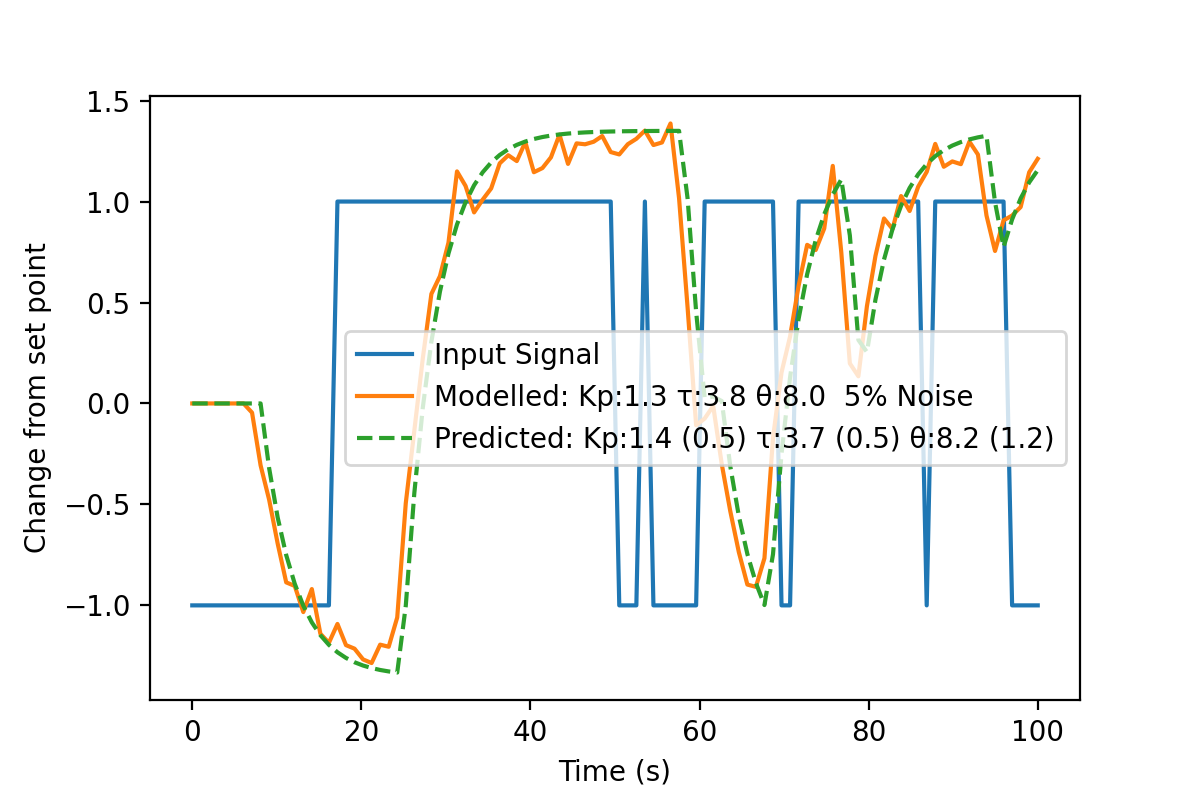 1.5
1.0
0.5
0.0
−0.5
−1.0
Change from set point
Input Signal
Modelled: Kp:1.3 τ:3.8 θ:8.0  5% Noise
Predicted: Kp:1.4 (0.5) τ:3.7 (0.5) θ:8.2 (1.2)
0 20 40 60 80 100
Time (s)